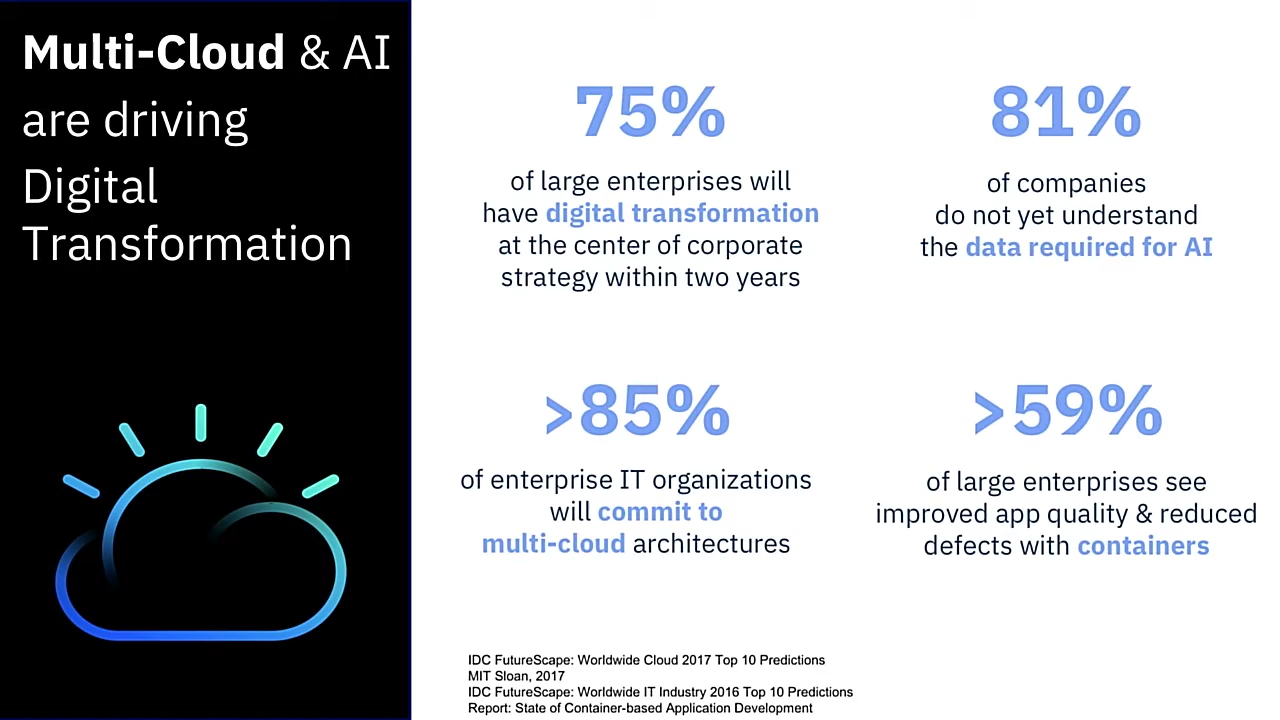 Multi-Cloud & AI
are driving
Digital
Transformation
75%
of large enterprises will
have digital transformation
at the center of corporate
strategy within two years
81%
of companies
do not yet understand
the data required for AI
>85%
of enterprise IT organizations
will commit to
multi-cloud architectures
>59%
of large enterprises see
improved app quality & reduced
defects with containers
IDC FutureScape: Worldwide Cloud 2017 Top 10 Predictions
MIT Sloan, 2017
IDC FutureScape: Worldwide IT Industry 2016 Top 10 Predictions
Report: State of Container-based Application Development